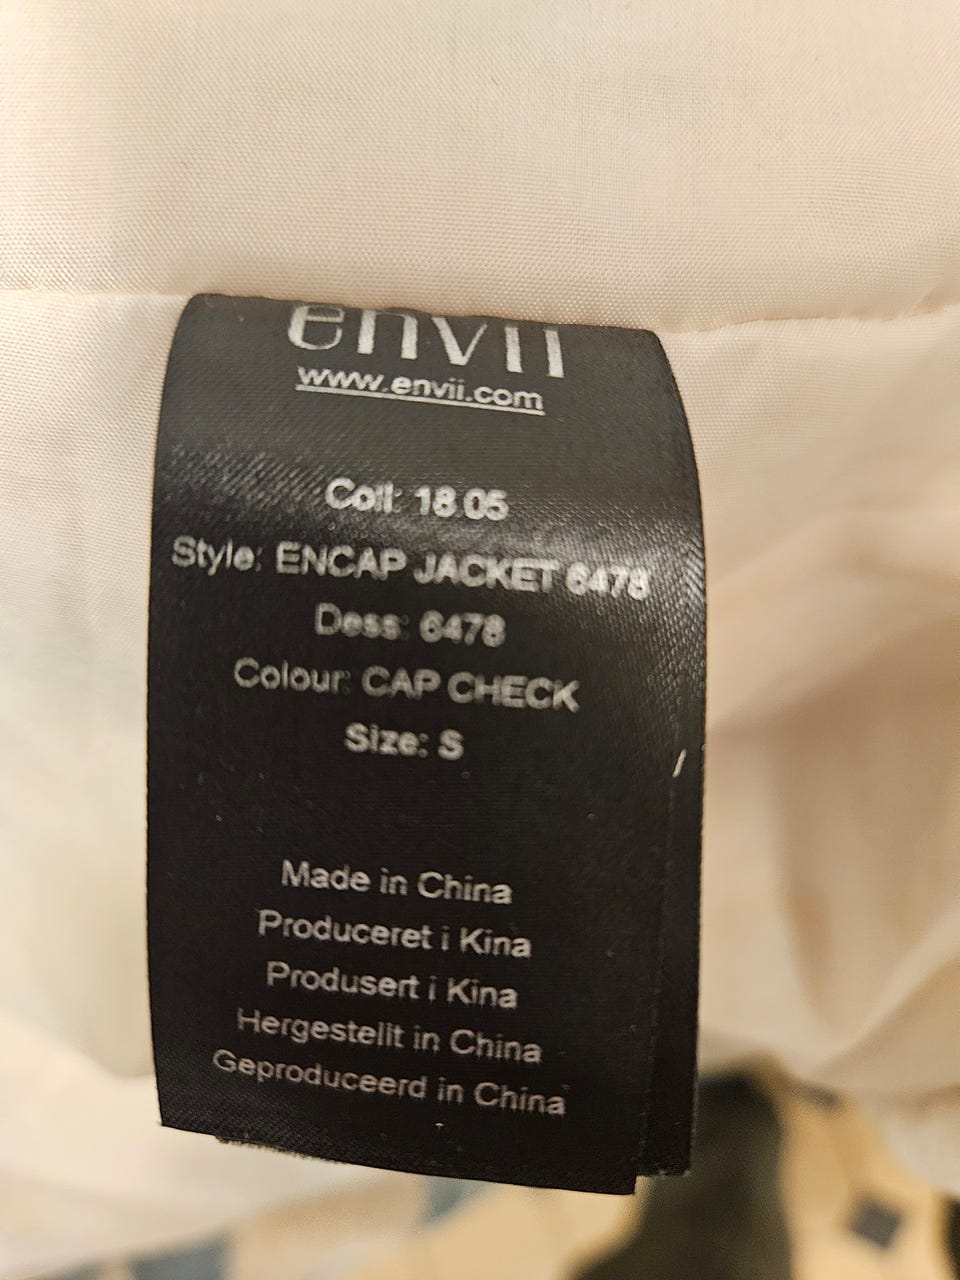 envii
www.envii.com
Coll: 18.05
Style: ENCAP JACKET 6478
Dess: 6478
Colour: CAP CHECK
Size: S
Made in China
Produceret i Kina
Produsert i Kina
Hergestellt in China
Geproduceerd in China